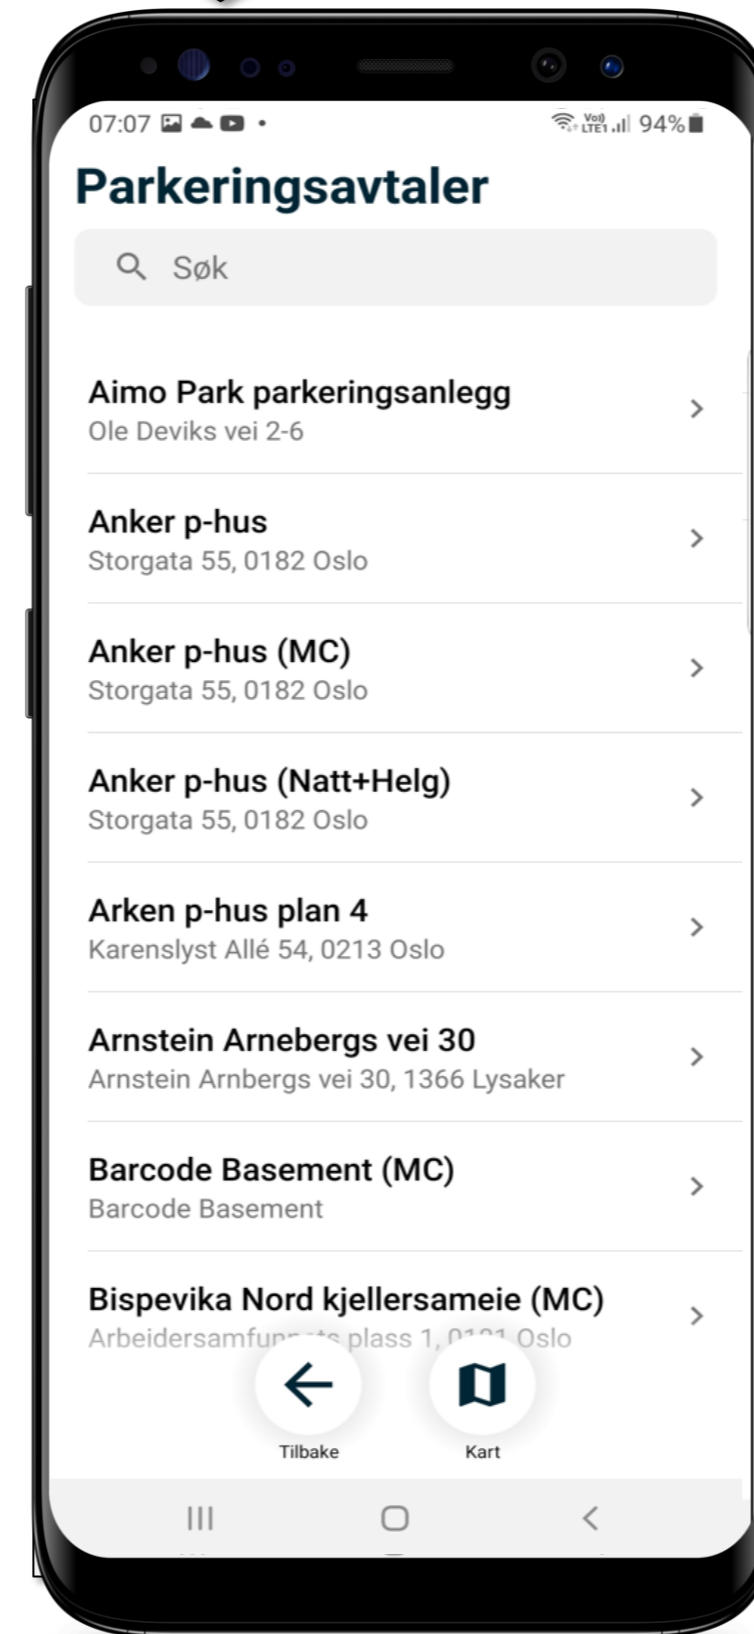 07:07 94%
Parkeringsavtaler
Søk
Aimo Park parkeringsanlegg
Ole Deviks vei 2-6
Anker p-hus
Storgata 55, 0182 Oslo
Anker p-hus (MC)
Storgata 55, 0182 Oslo
Anker p-hus (Natt+Helg)
Storgata 55, 0182 Oslo
Arken p-hus plan 4
Karenslyst Allé 54, 0213 Oslo
Arnstein Arnebergs vei 30
Arnstein Arnbergs vei 30, 1366 Lysaker
Barcode Basement (MC)
Barcode Basement
Bispevika Nord kjellersameie (MC)
plass 1, Oslo
Tilbake
Kart